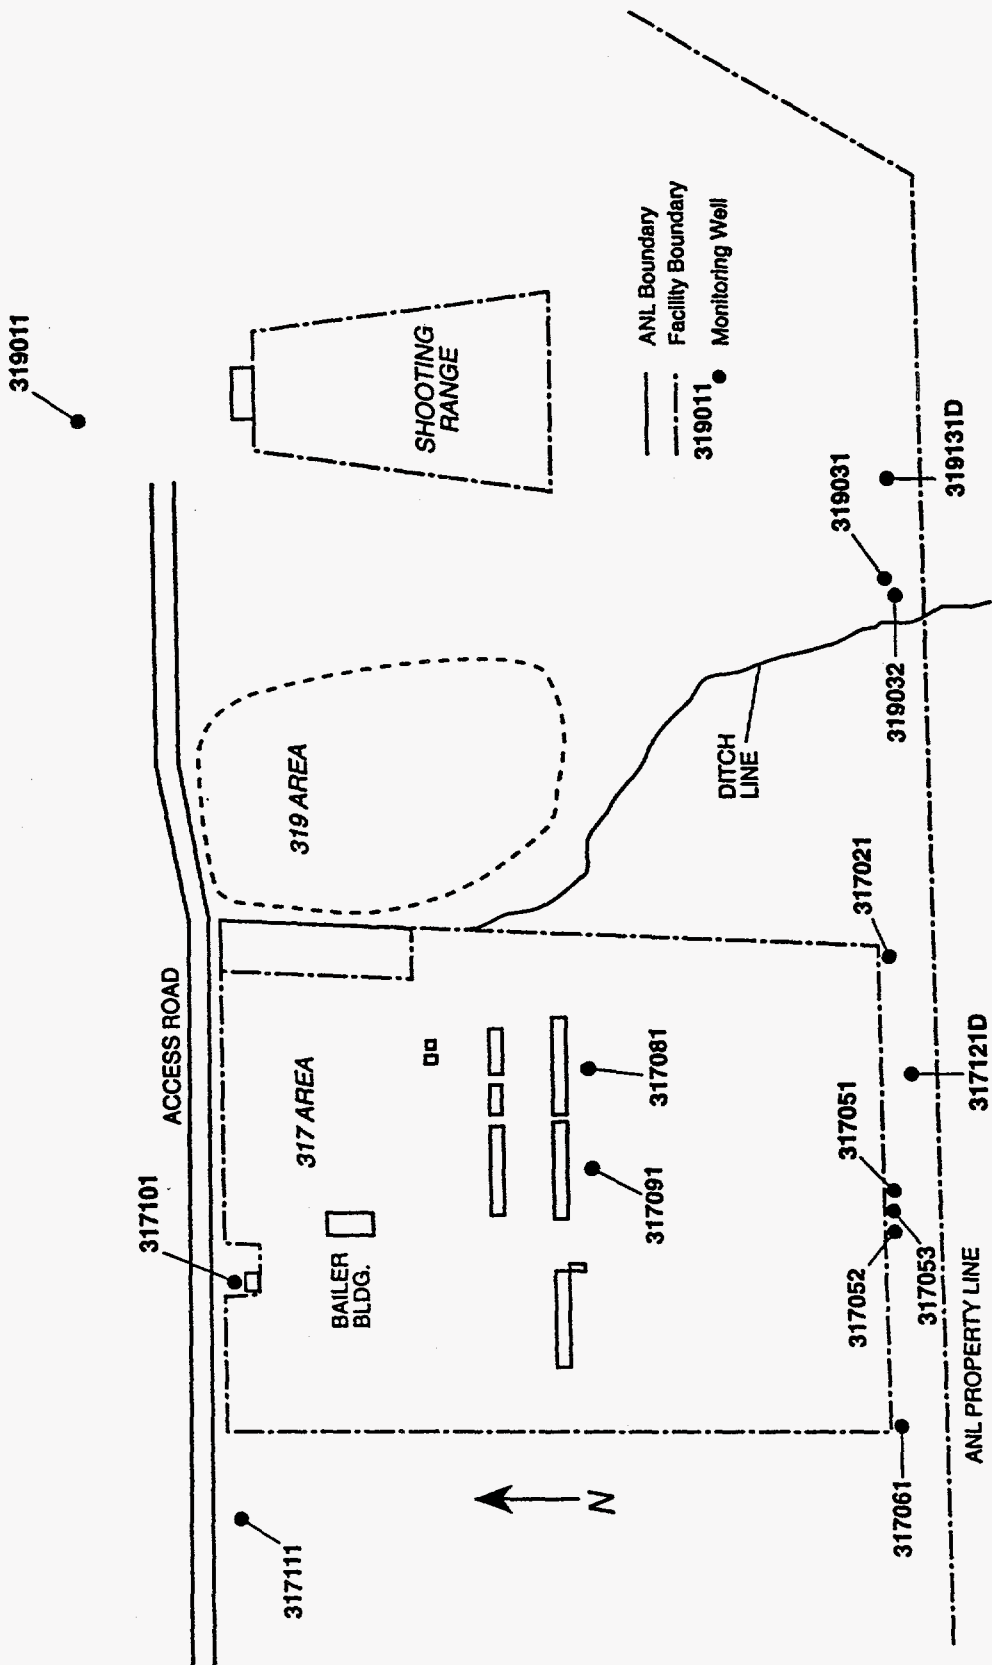 319011
ACCESS ROAD
317101
317111
SHOOTING
RANGE
319 AREA
317 AREA
BAILER
BLDG.
ANL Boundary
Facility Boundary
319011
Monitoring Well
317081
317091
DITCH
LINE
N
319031
319032
319131D
317021
317121D
317051
317052
317053
317061
ANL PROPERTY LINE